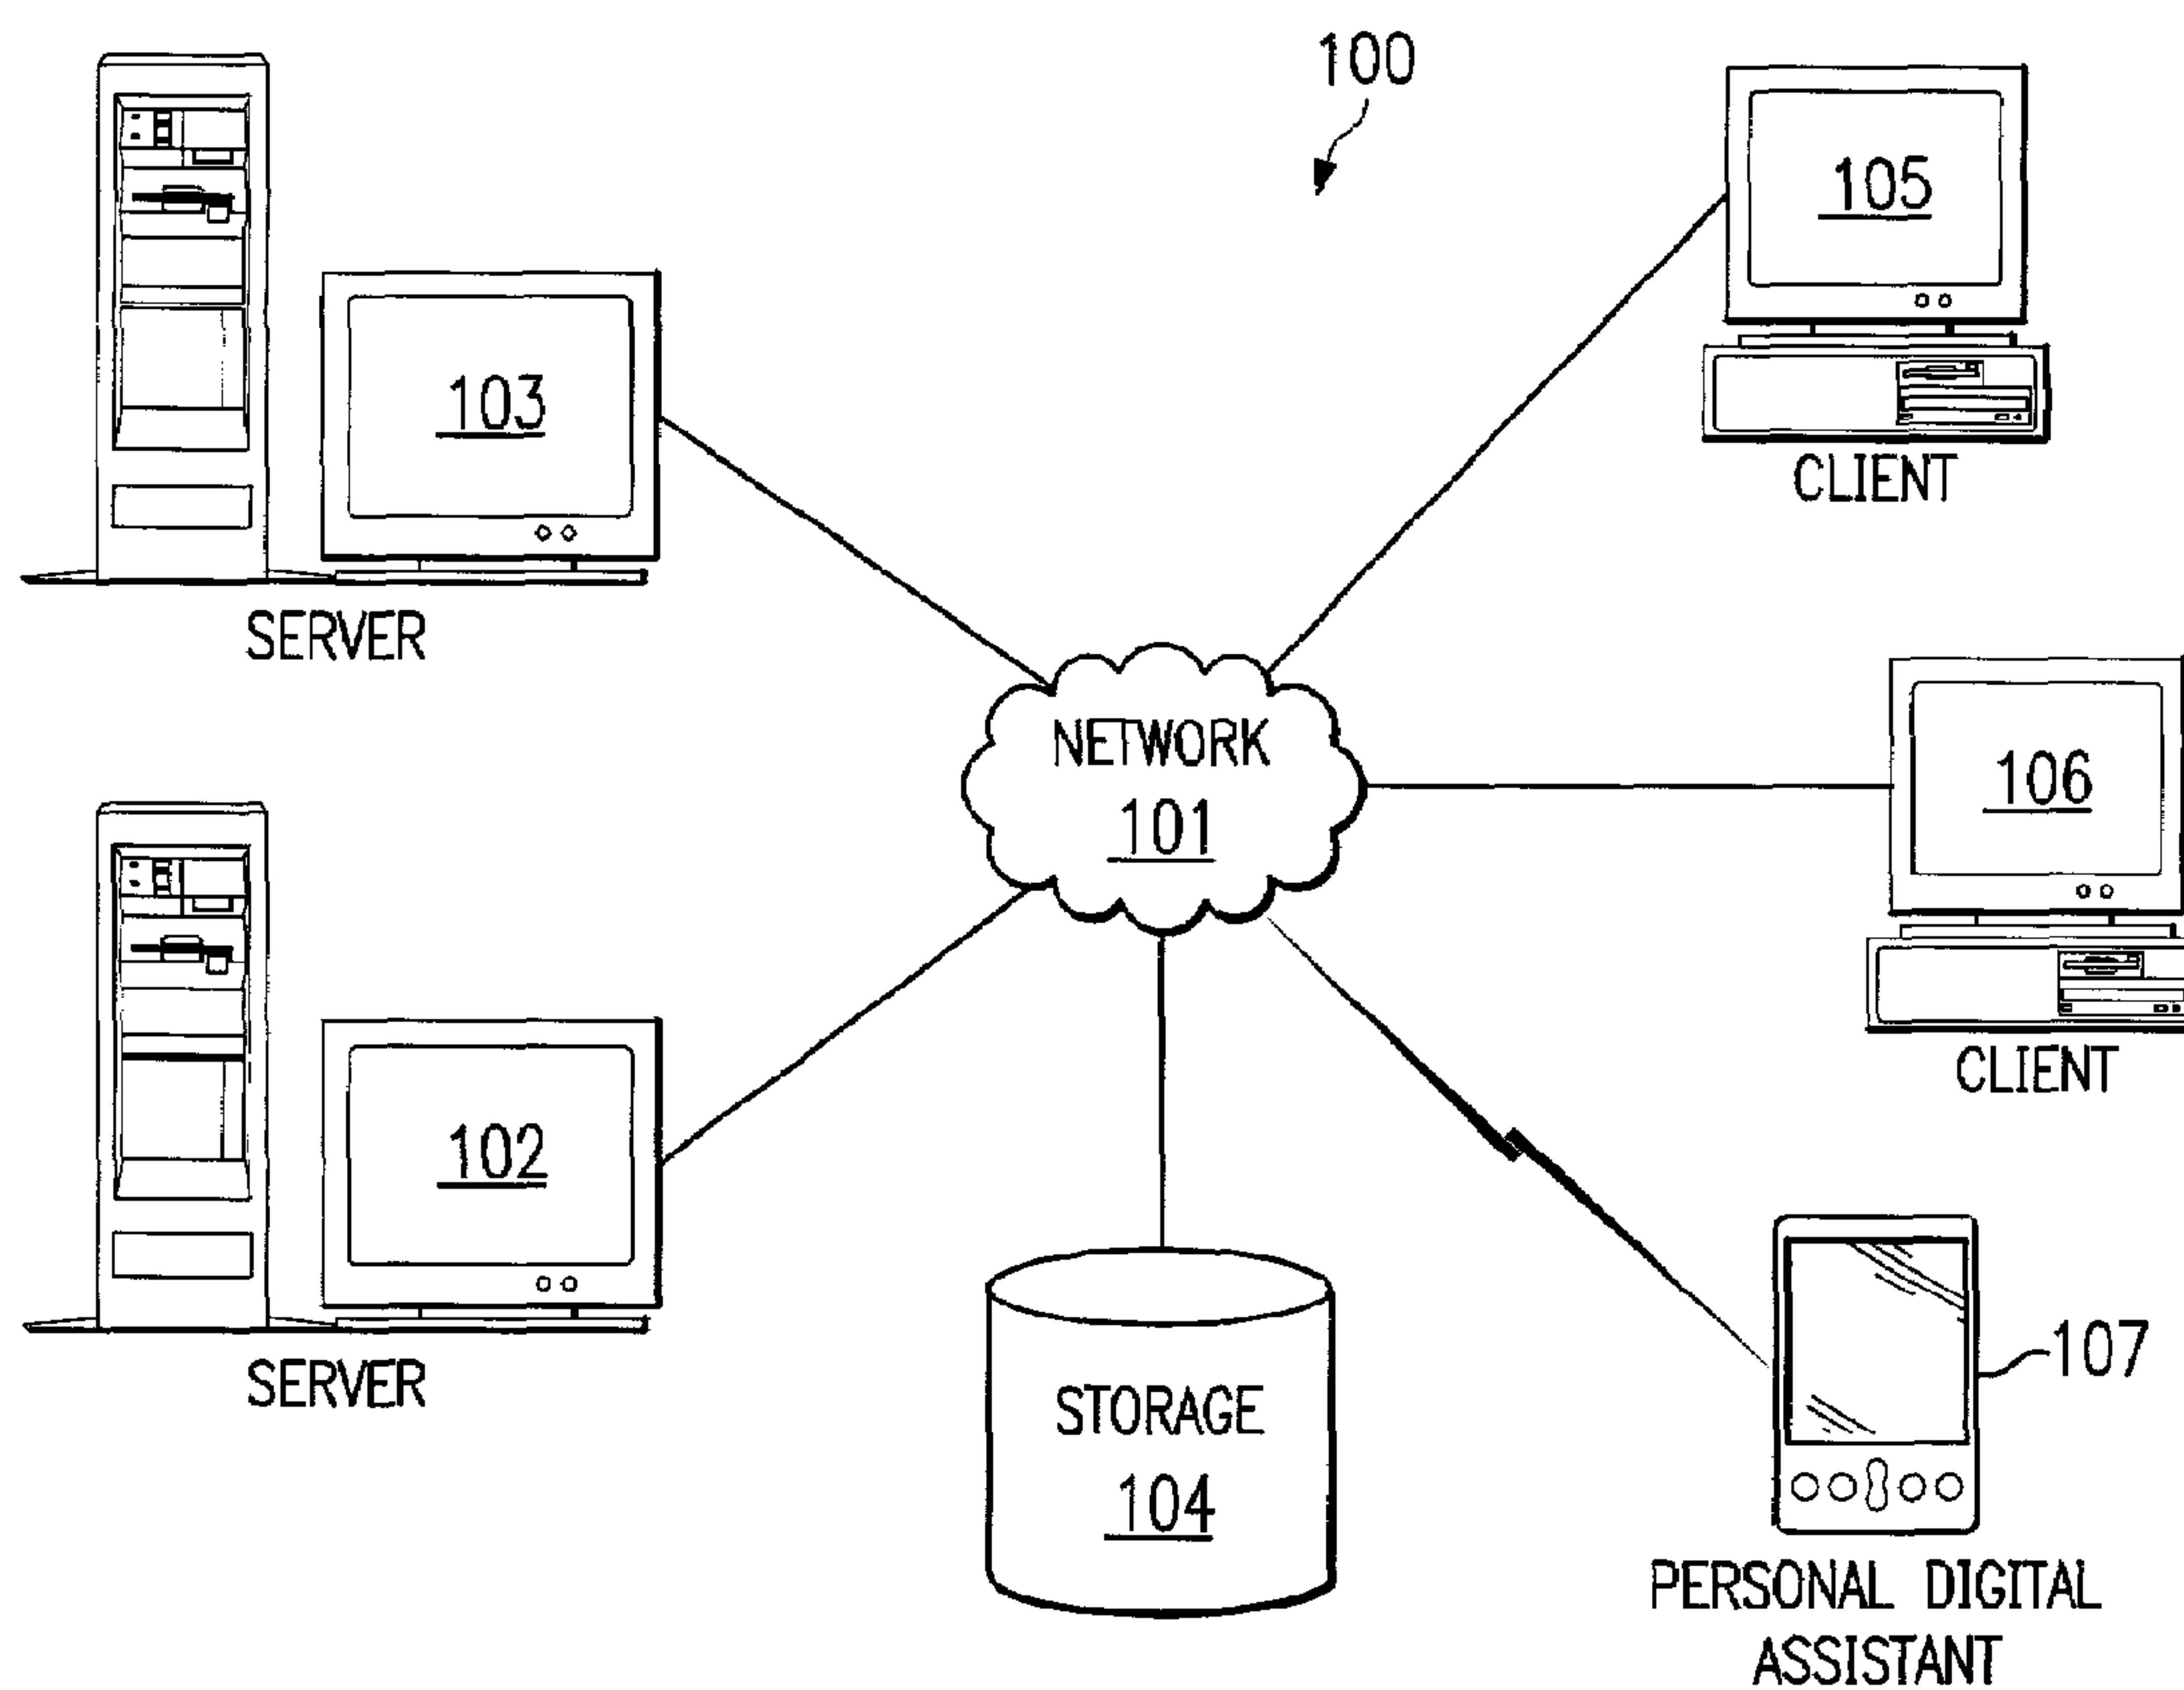 100
105
CLIENT
103
SERVER
NETWORK
101
106
CLIENT
102
SERVER
STORAGE
104
107
PERSONAL DIGITAL
ASSISTANT